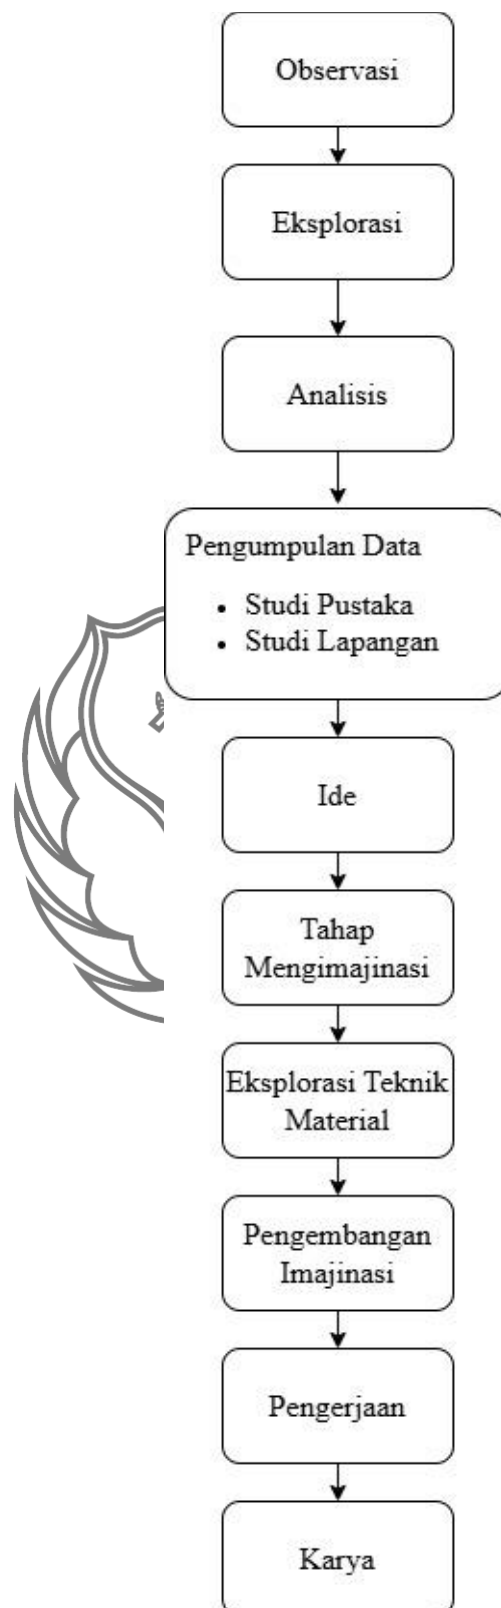 Observasi
Eksplorasi
Analisis
Pengumpulan Data
• Studi Pustaka
• Studi Lapangan
Ide
Tahap
Mengimajinasi
Eksplorasi Teknik
Material
Pengembangan
Imajinasi
Pengerjaan
Karya